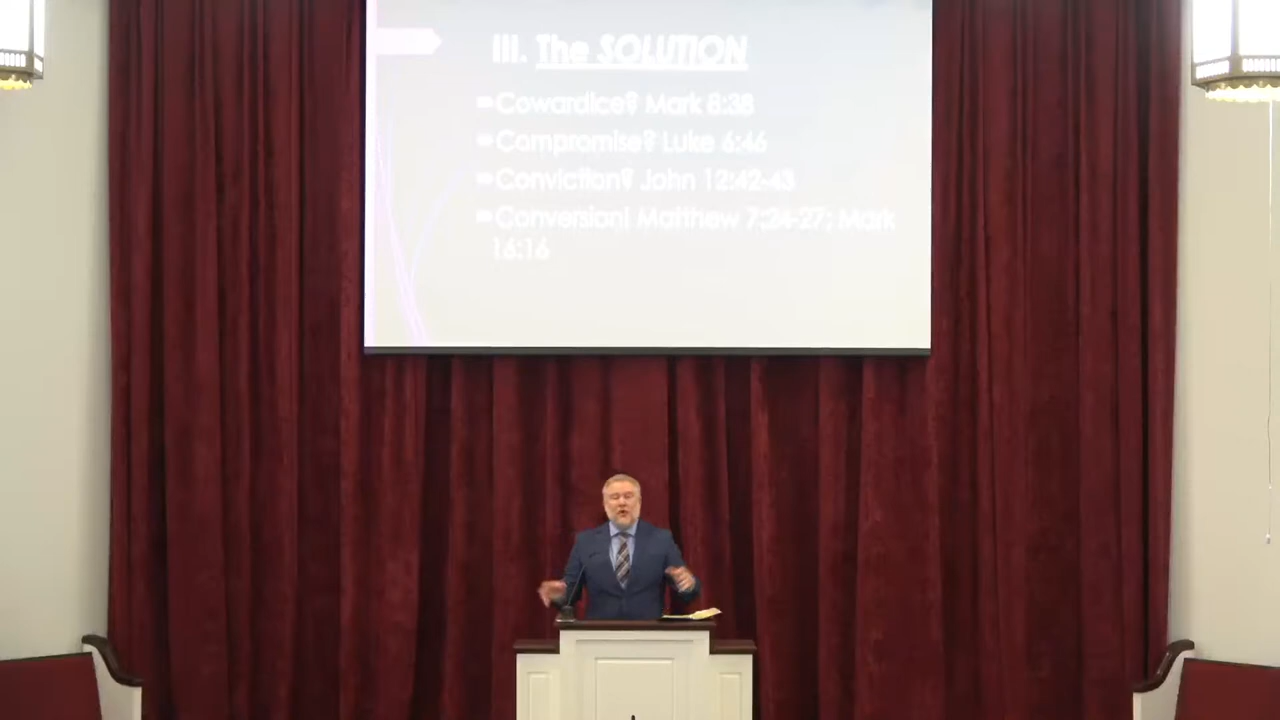 III. The SOLUTION
Cowardice? Mark 8:38
Compromise? Luke 6:46
Conviction? John 12:42-43
Conversion! Matthew 7:24-27; Mark
16:16